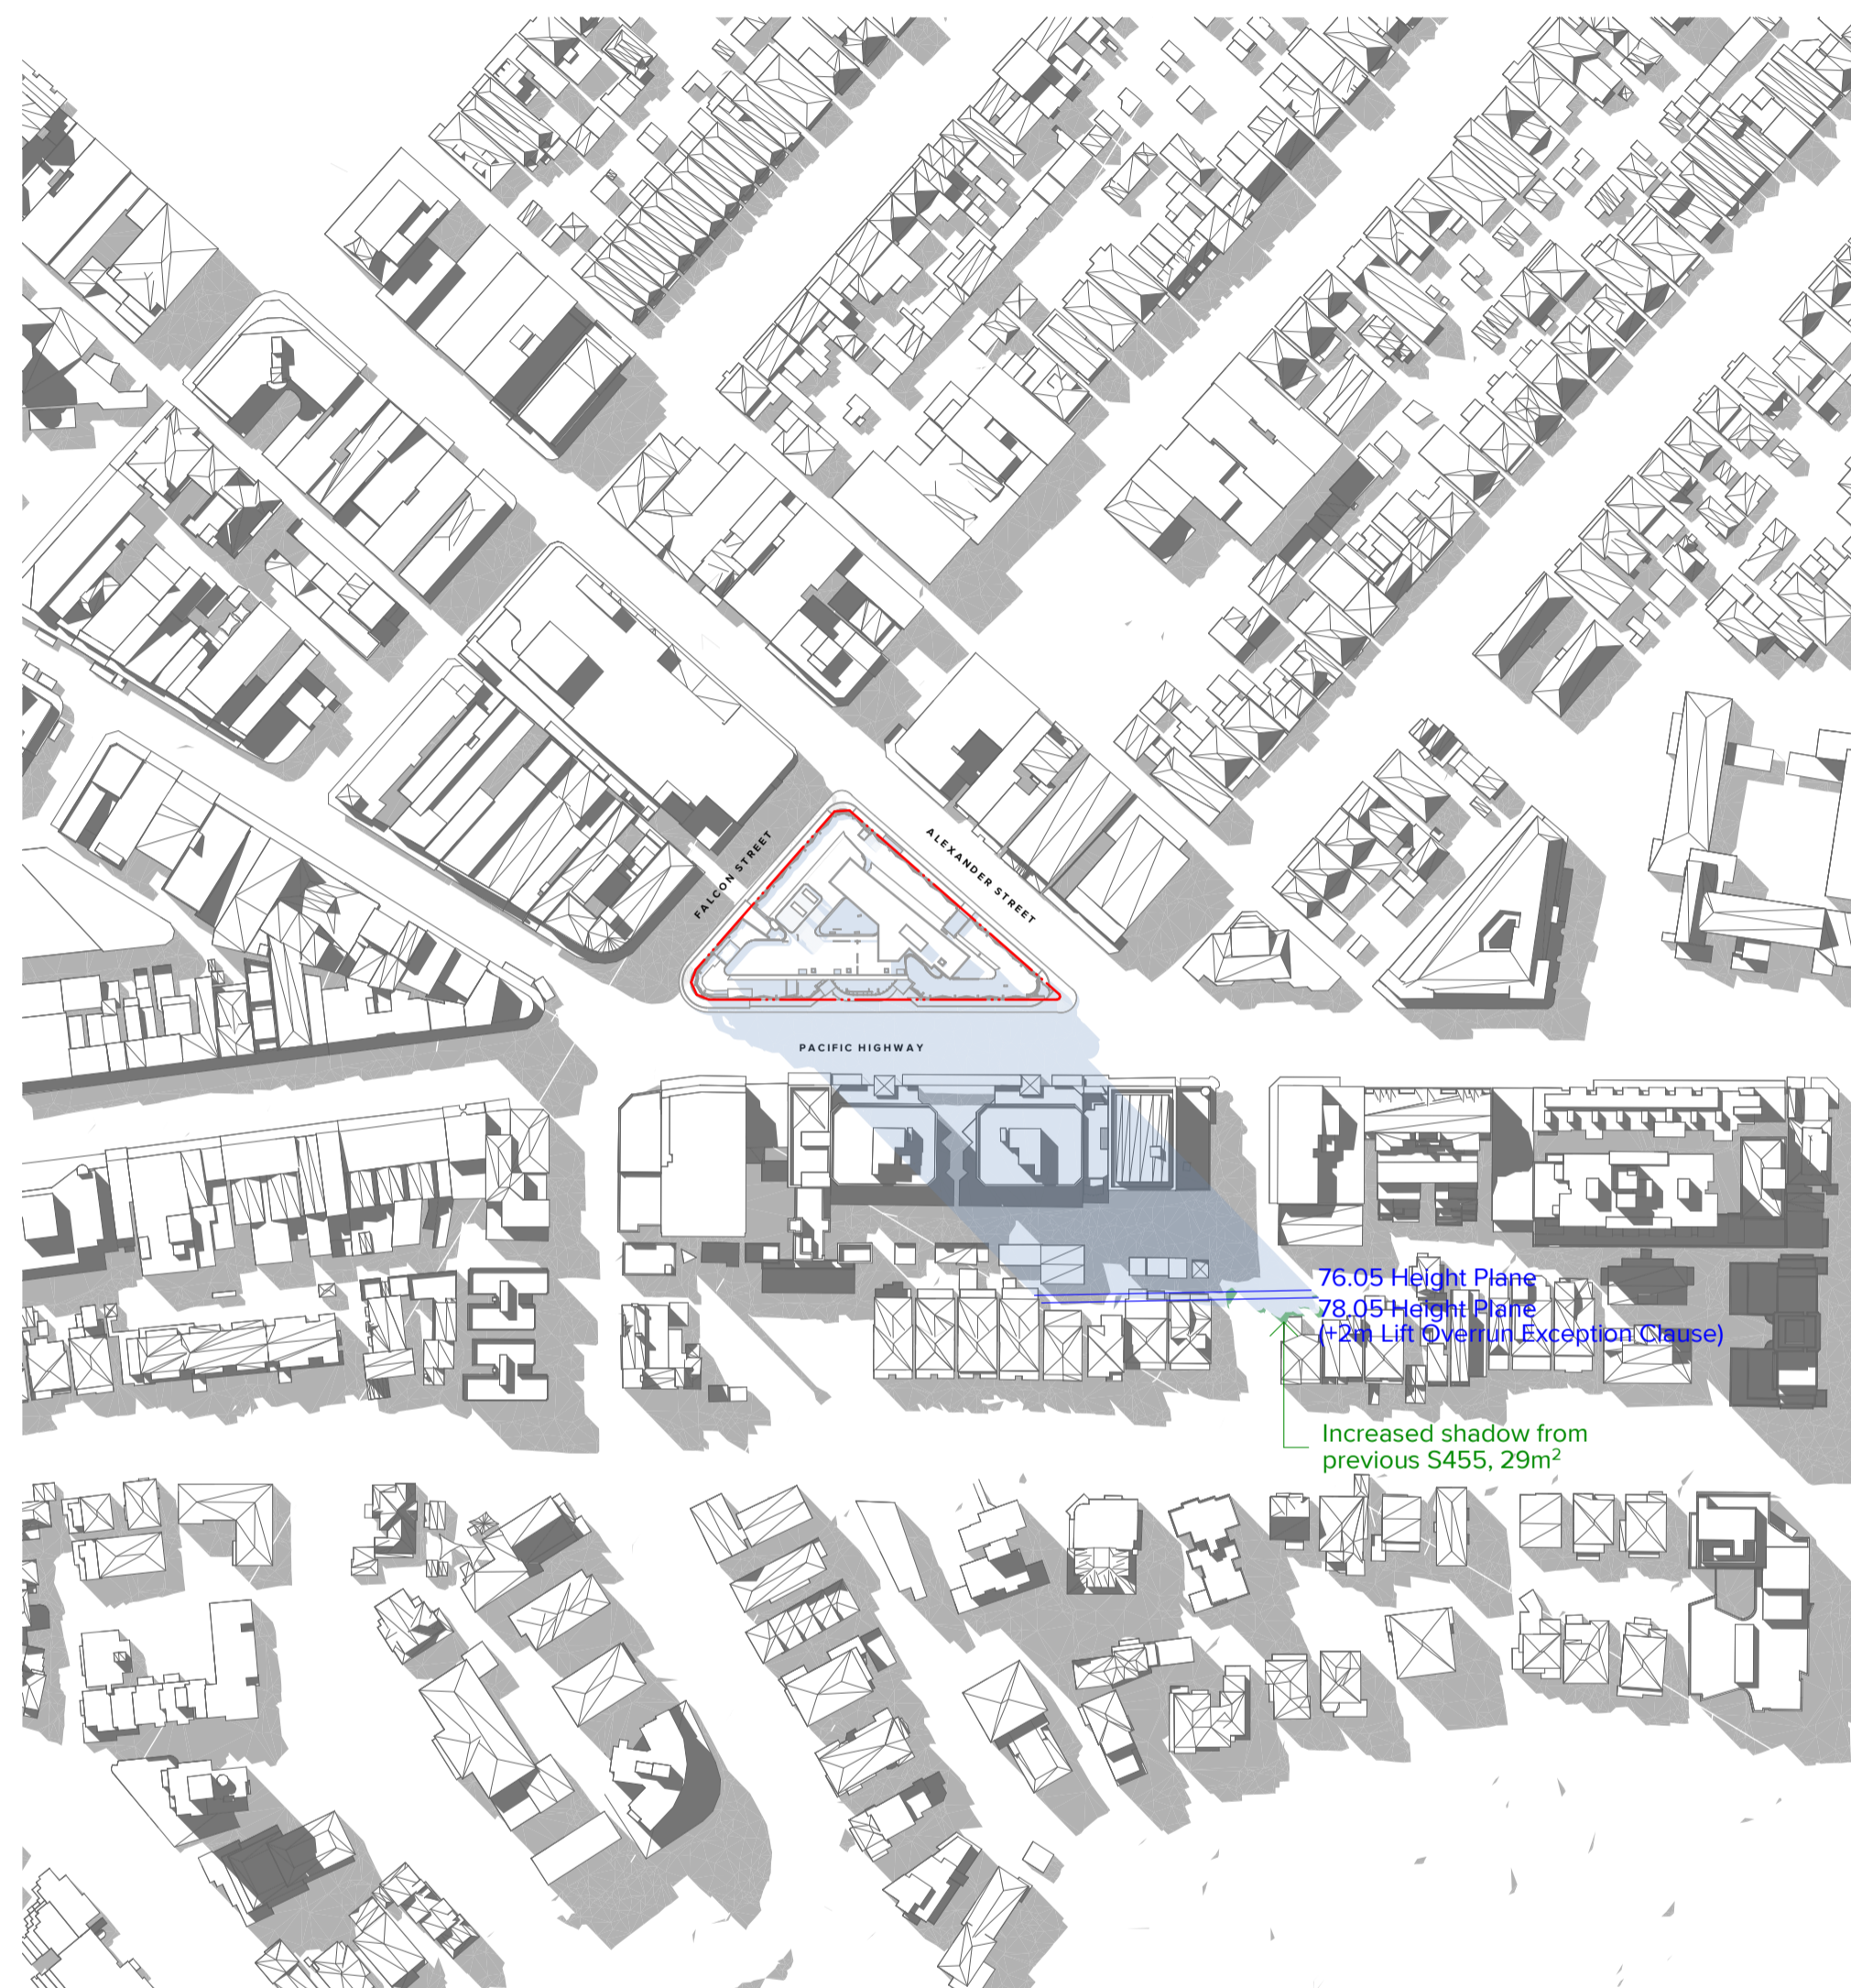 FALCON STREET
ALEXANDER STREET
PACIFIC HIGHWAY
76.05 Height Plane
78.05 Height Plane
(+2m Lift Overrun Exception Clause)
Increased shadow from
previous S455, 29m²